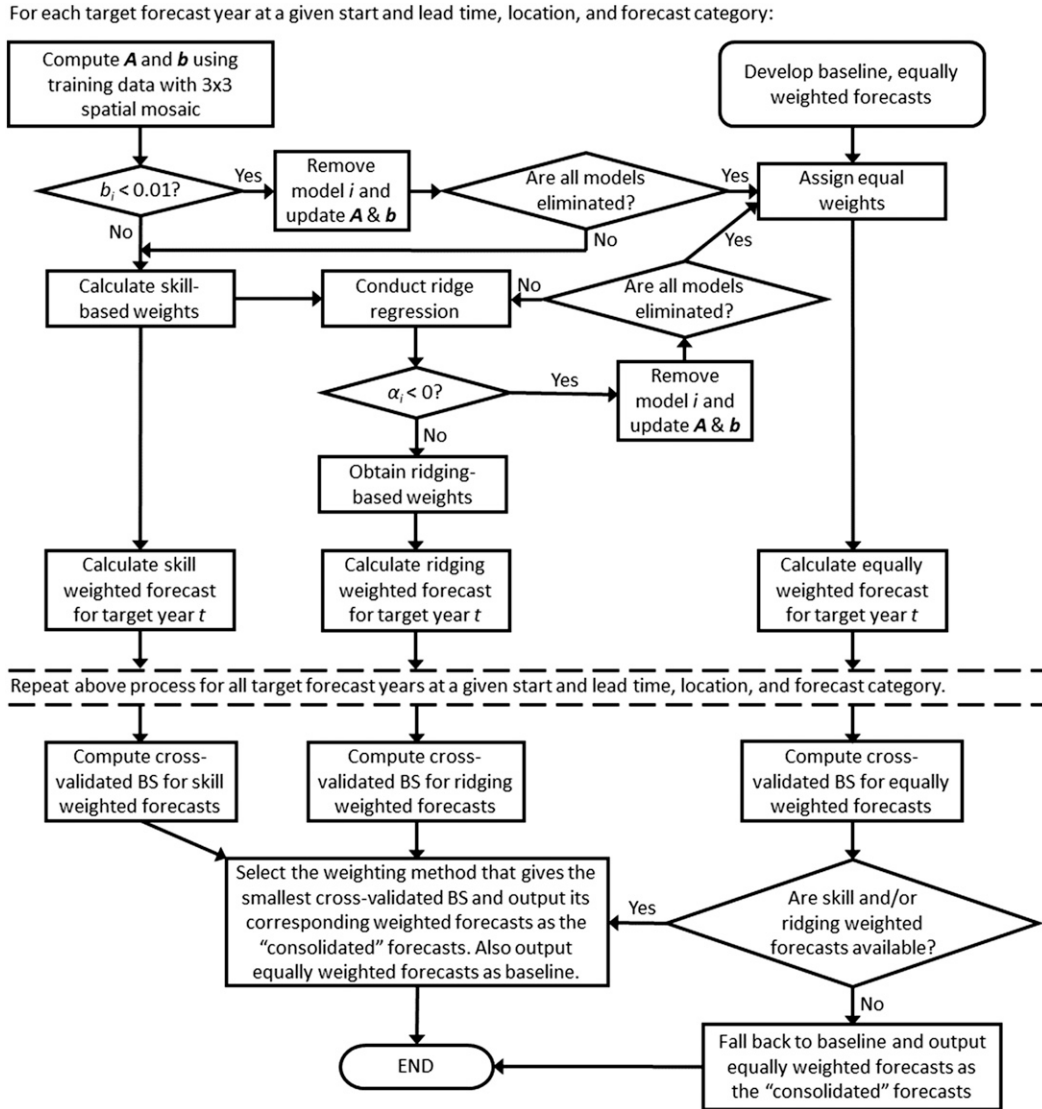 For each target forecast year at a given start and lead time, location, and forecast category:
Compute A and b using
training data with 3x3
spatial mosaic
Develop baseline, equally
weighted forecasts
bi < 0.01?
Yes
Remove
model i and
update A & b
Are all models
eliminated?
Yes
Assign equal
weights
No
No
Yes
Calculate skill-
based weights
Conduct ridge
regression
No
Are all models
eliminated?
αi < 0?
Yes
Remove
model i and
update A & b
No
Obtain ridging-
based weights
Calculate skill
weighted forecast
for target year t
Calculate ridging
weighted forecast
for target year t
Calculate equally
weighted forecast
for target year t
Repeat above process for all target forecast years at a given start and lead time, location, and forecast category.
Compute cross-
validated BS for skill
weighted forecasts
Compute cross-
validated BS for ridging
weighted forecasts
Compute cross-
validated BS for equally
weighted forecasts
Select the weighting method that gives the
smallest cross-validated BS and output its
corresponding weighted forecasts as the
“consolidated” forecasts. Also output
equally weighted forecasts as baseline.
Yes
Are skill and/or
ridging weighted
forecasts available?
No
END
Fall back to baseline and output
equally weighted forecasts as
the “consolidated” forecasts